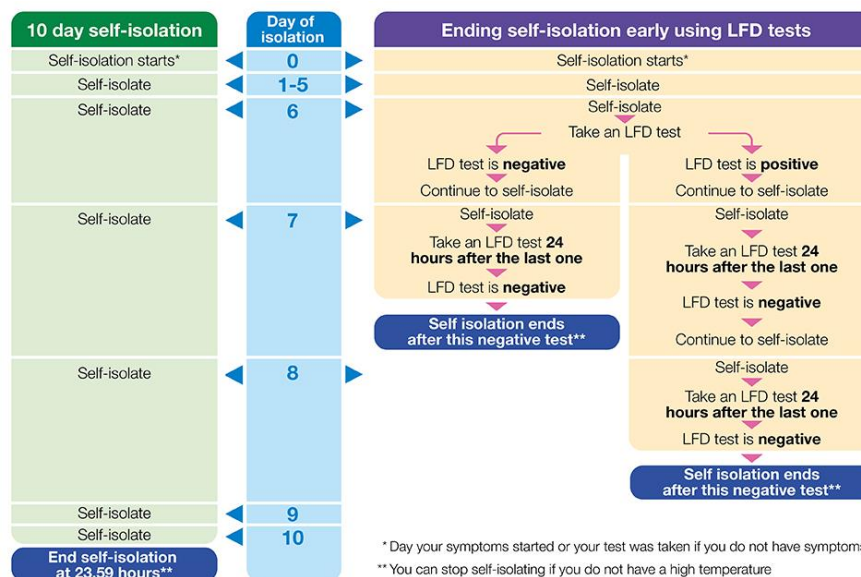 10 day self-isolation
Self-isolation starts*
Self-isolate
Self-isolate
Self-isolate
Self-isolate
Self-isolate
Self-isolate
End self-isolation
at 23.59 hours**
Day of
isolation
0
1-5
6
7
8
9
10
Ending self-isolation early using LFD tests
Self-isolation starts*
Self-isolate
Self-isolate
Take an LFD test
LFD test is negative
Continue to self-isolate
Self-isolate
Take an LFD test 24
hours after the last one
LFD test is negative
Self isolation ends
after this negative test**
LFD test is positive
Continue to self-isolate
Self-isolate
Take an LFD test 24
hours after the last one
LFD test is negative
Continue to self-isolate
Self-isolate
Take an LFD test 24
hours after the last one
LFD test is negative
Self isolation ends
after this negative test**
* Day your symptoms started or your test was taken if you do not have symptoms
** You can stop self-isolating if you do not have a high temperature